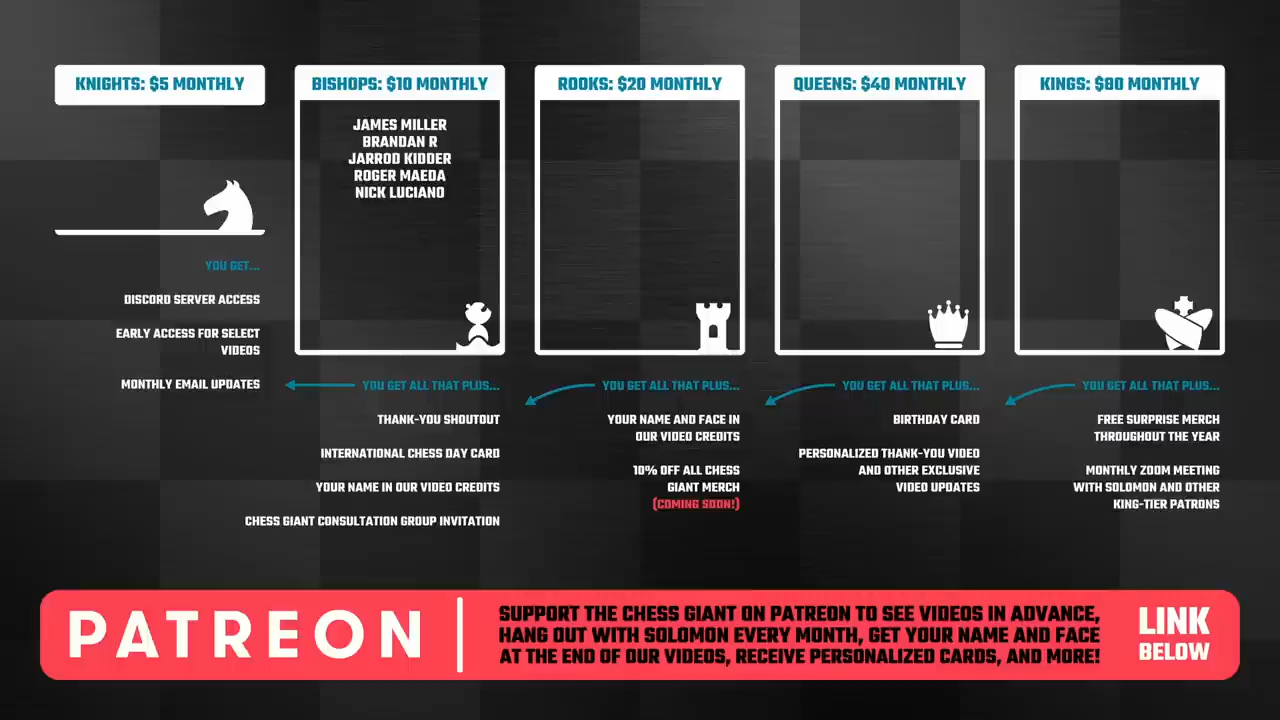 KNIGHTS: $5 MONTHLY
YOU GET...
DISCORD SERVER ACCESS
EARLY ACCESS FOR SELECT
VIDEOS
MONTHLY EMAIL UPDATES
BISHOPS: $10 MONTHLY
JAMES MILLER
BRANDAN R
JARROD KIDDER
ROGER MAEDA
NICK LUCIANO
YOU GET ALL THAT PLUS...
THANK-YOU SHOUTOUT
INTERNATIONAL CHESS DAY CARD
YOUR NAME IN OUR VIDEO CREDITS
CHESS GIANT CONSULTATION GROUP INVITATION
ROOKS: $20 MONTHLY
YOU GET ALL THAT PLUS...
YOUR NAME AND FACE IN
OUR VIDEO CREDITS
10% OFF ALL CHESS
GIANT MERCH
(COMING SOON!)
QUEENS: $40 MONTHLY
YOU GET ALL THAT PLUS...
BIRTHDAY CARD
PERSONALIZED THANK-YOU VIDEO
AND OTHER EXCLUSIVE
VIDEO UPDATES
KINGS: $80 MONTHLY
YOU GET ALL THAT PLUS...
FREE SURPRISE MERCH
THROUGHOUT THE YEAR
MONTHLY ZOOM MEETING
WITH SOLOMON AND OTHER
KING-TIER PATRONS
PATREON
SUPPORT THE CHESS GIANT ON PATREON TO SEE VIDEOS IN ADVANCE,
HANG OUT WITH SOLOMON EVERY MONTH, GET YOUR NAME AND FACE
AT THE END OF OUR VIDEOS, RECEIVE PERSONALIZED CARDS, AND MORE!
LINK
BELOW